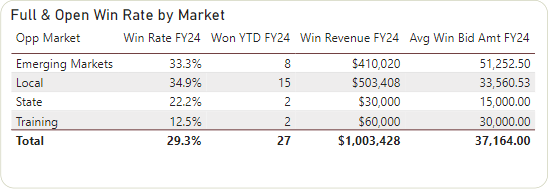 Full & Open Win Rate by Market
Opp Market Win Rate FY24 Won YTD FY24 Win Revenue FY24 Avg Win Bid Amt FY24
Emerging Markets 33.3% 8 $410,020 51,252.50
Local 34.9% 15 $503,408 33,560.53
State 22.2% 2 $30,000 15,000.00
Training 12.5% 2 $60,000 30,000.00
Total 29.3% 27 $1,003,428 37,164.00